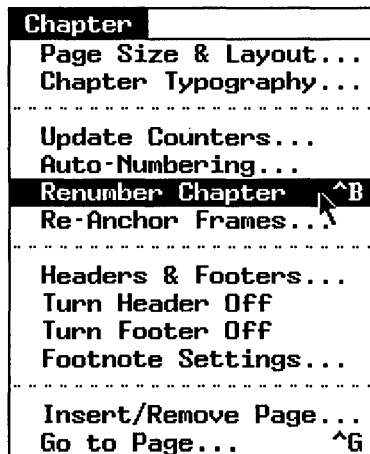 Chapter
Page Size & Layout...
Chapter Typography...
Update Counters...
Auto-Numbering...
Renumber Chapter ^B
Re-Anchor Frames...
Headers & Footers...
Turn Header Off
Turn Footer Off
Footnote Settings...
Insert/Remove Page...
Go to Page... ^G